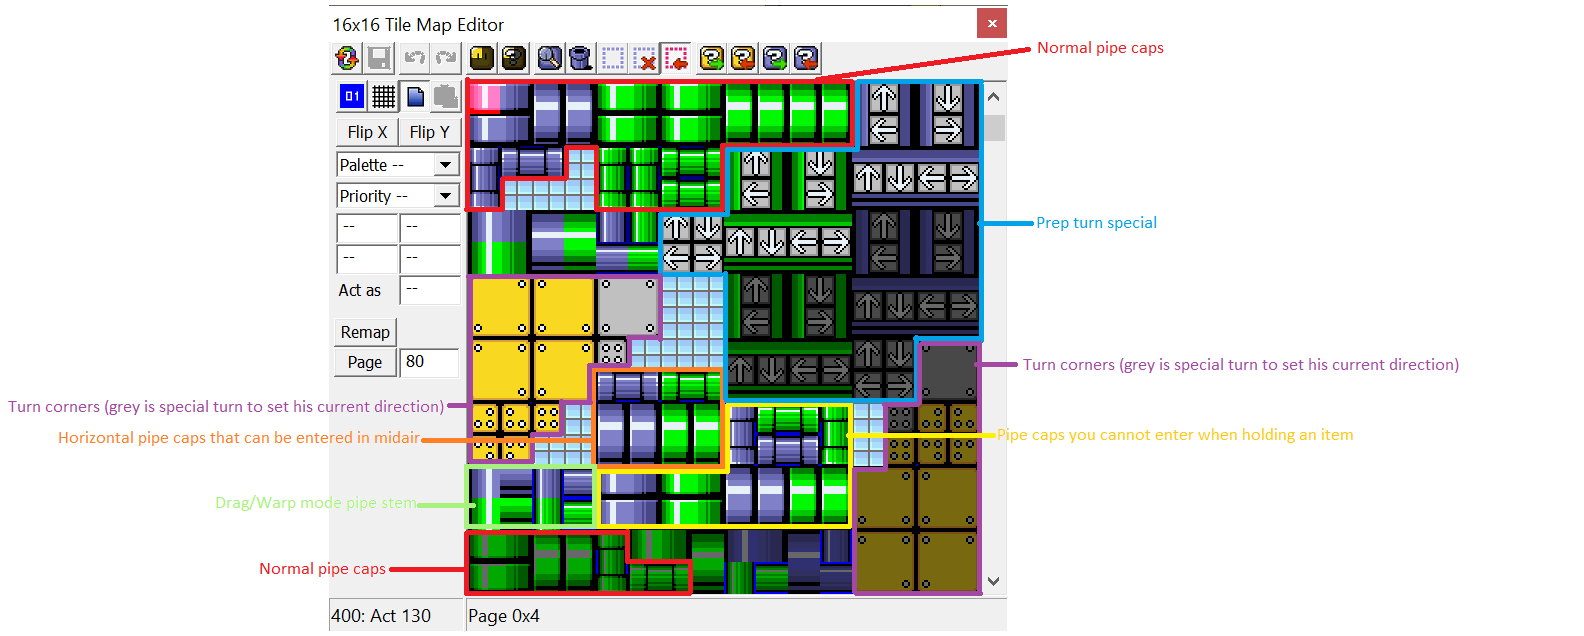 16x16 Tile Map Editor
Normal pipe caps
01
Flip X Flip Y
Palette --
Priority --
-- --
-- --
Act as --
Remap
Page 80
Prep turn special
Turn corners (grey is special turn to set his current direction)
Turn corners (grey is special turn to set his current direction)
Horizontal pipe caps that can be entered in midair
Pipe caps you cannot enter when holding an item
Drag/Warp mode pipe stem
Normal pipe caps
400: Act 130 Page 0x4